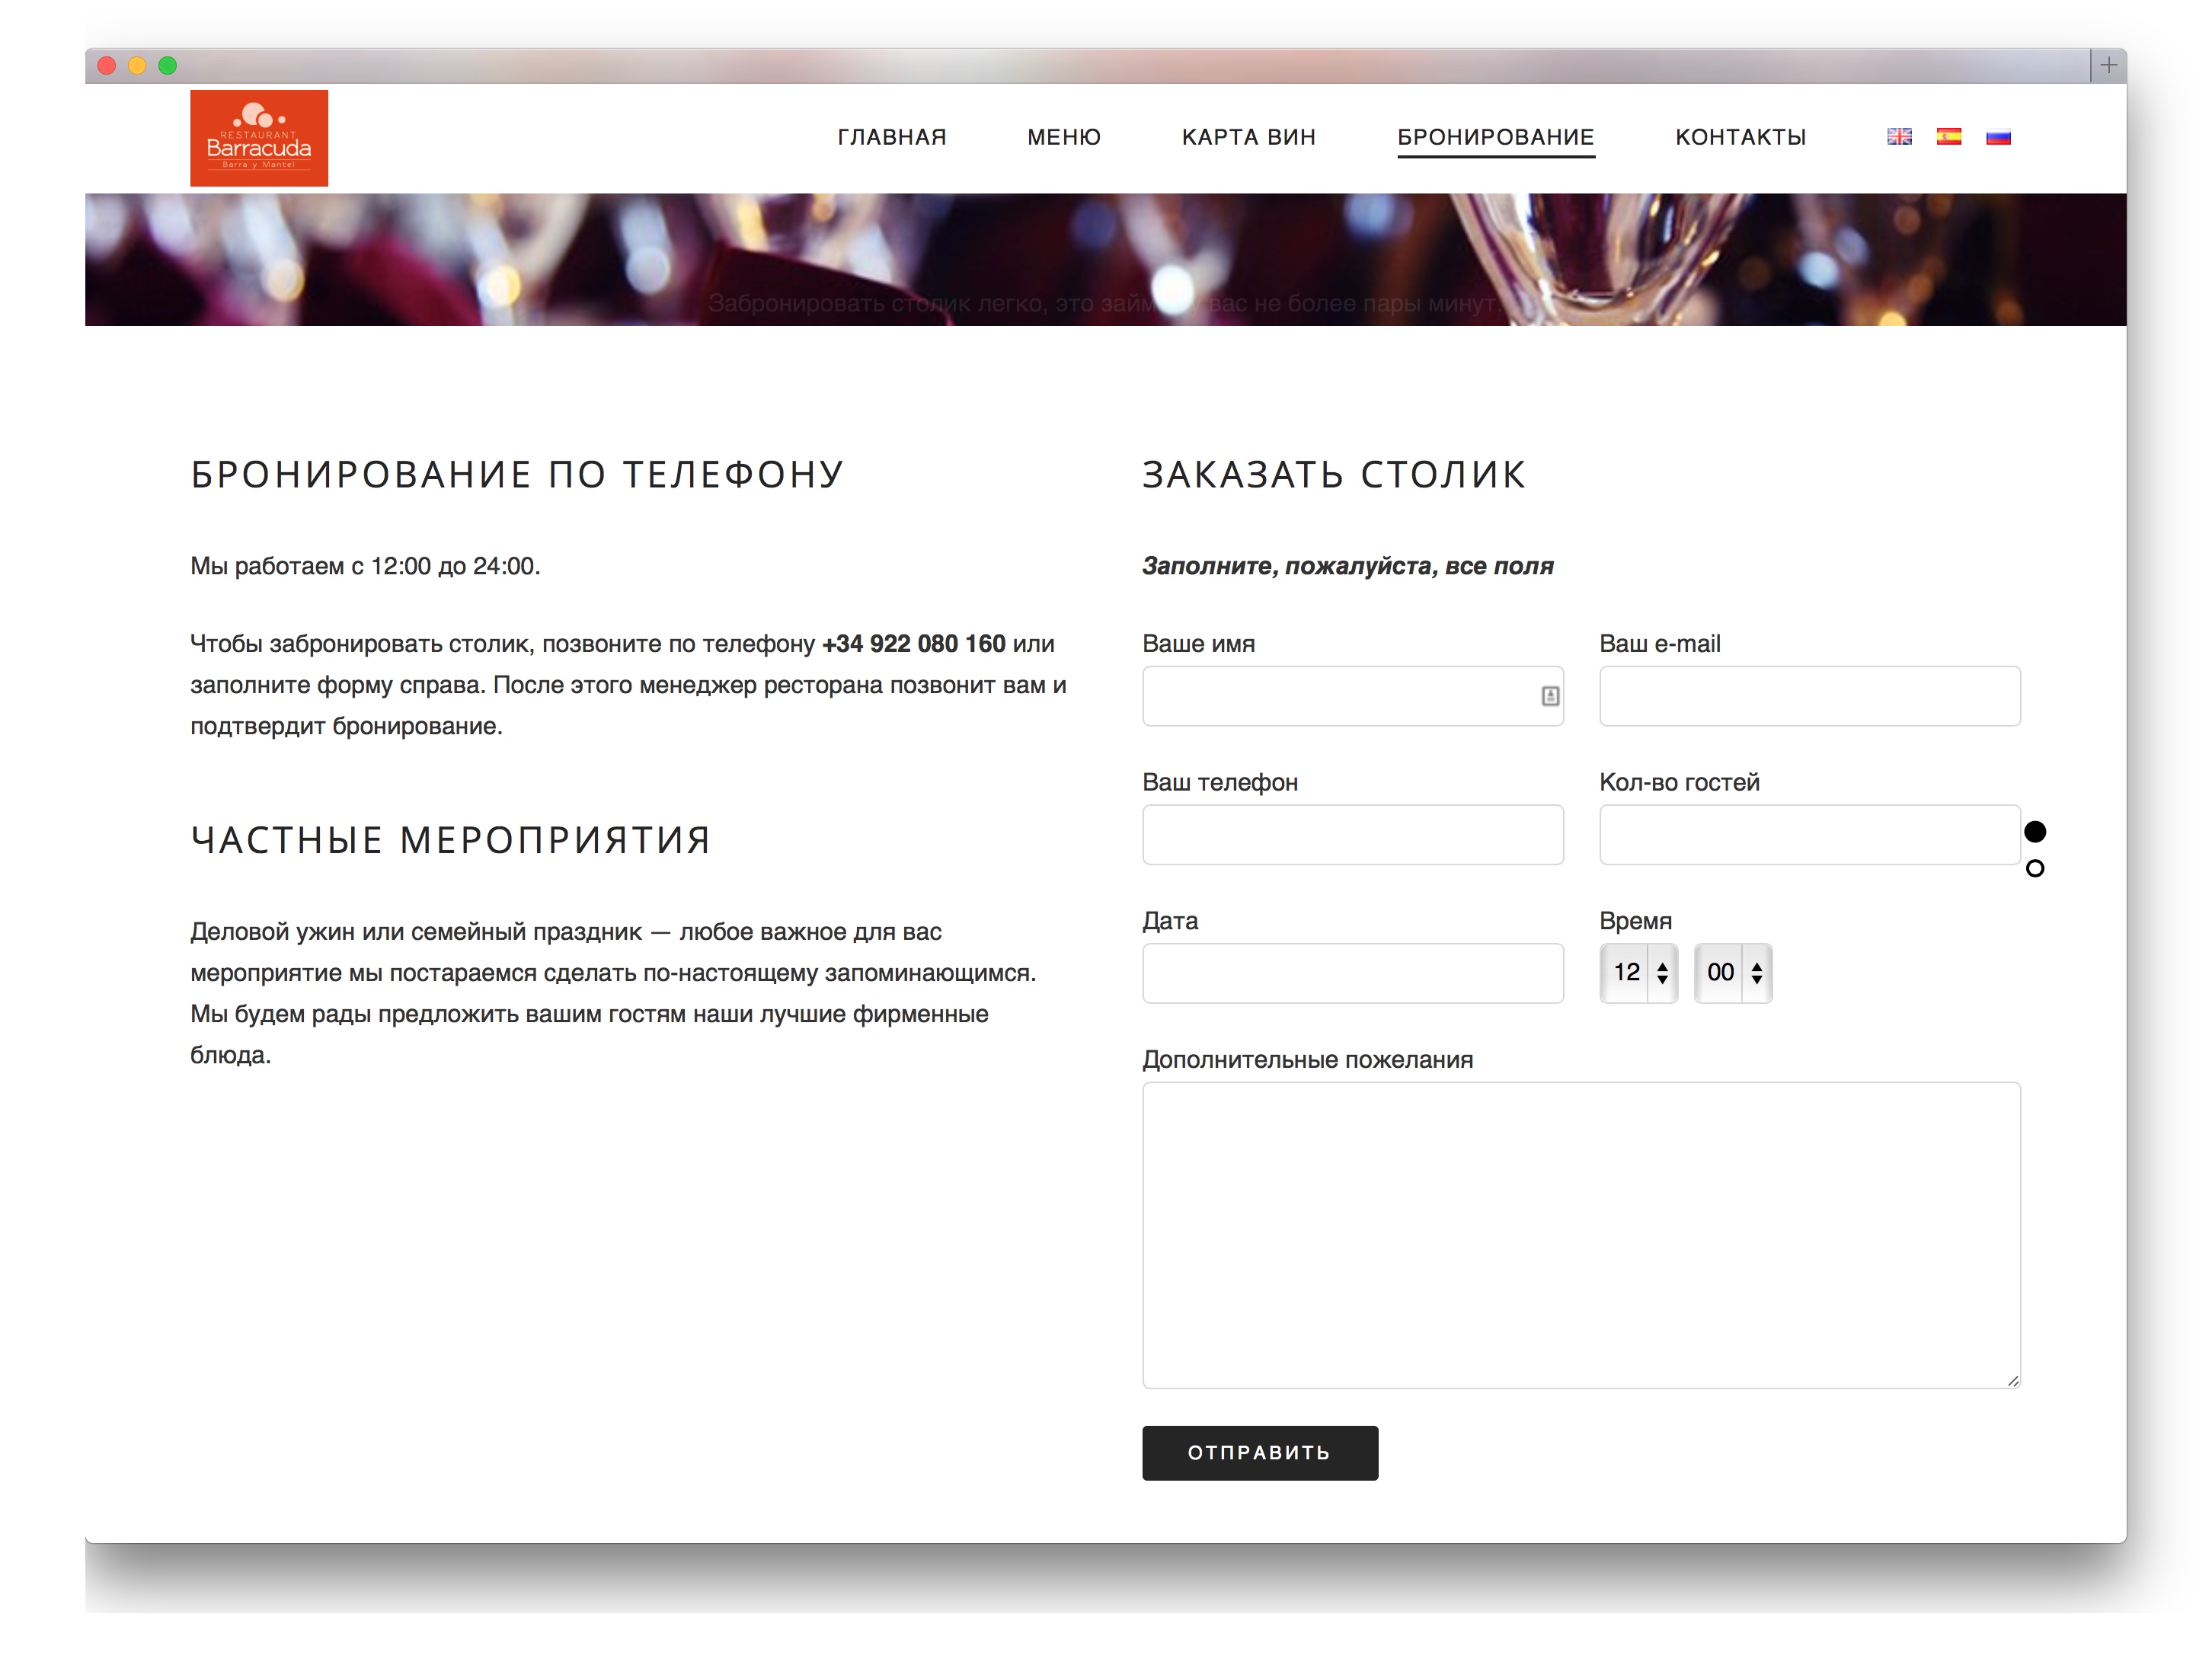 RESTAURANT
Barracuda
Barra y Mantel
ГЛАВНАЯ МЕНЮ КАРТА ВИН БРОНИРОВАНИЕ КОНТАКТЫ
Забронировать столик легко, это займ вас не более пары минут.
БРОНИРОВАНИЕ ПО ТЕЛЕФОНУ
Мы работаем с 12:00 до 24:00.
Чтобы забронировать столик, позвоните по телефону +34 922 080 160 или
заполните форму справа. После этого менеджер ресторана позвонит вам и
подтвердит бронирование.
ЧАСТНЫЕ МЕРОПРИЯТИЯ
Деловой ужин или семейный праздник — любое важное для вас
мероприятие мы постараемся сделать по-настоящему запоминающимся.
Мы будем рады предложить вашим гостям наши лучшие фирменные
блюда.
ЗАКАЗАТЬ СТОЛИК
Заполните, пожалуйста, все поля
Ваше имя Ваш e-mail
Ваш телефон Кол-во гостей
Дата Время
12 00
Дополнительные пожелания
ОТПРАВИТЬ